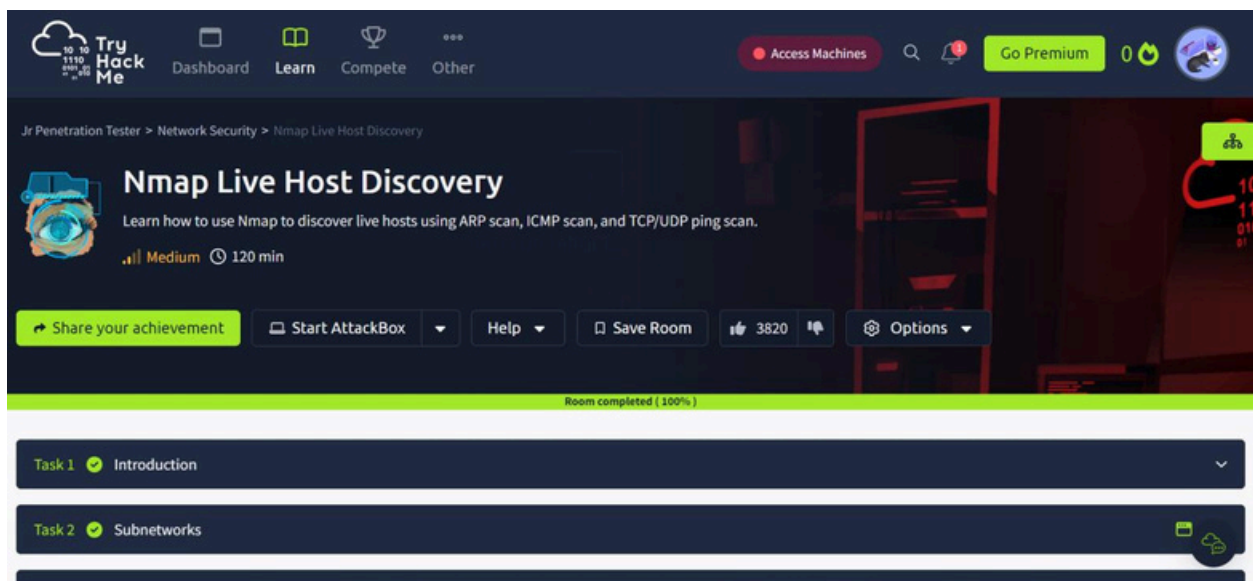 Try
Hack
Me
Dashboard
Learn
Compete
Other
Access Machines
1
Go Premium
0
Jr Penetration Tester > Network Security > Nmap Live Host Discovery
Nmap Live Host Discovery
Learn how to use Nmap to discover live hosts using ARP scan, ICMP scan, and TCP/UDP ping scan.
Medium 120 min
Share your achievement
Start AttackBox
Help
Save Room
3820
Options
Room completed ( 100% )
Task 1 Introduction
Task 2 Subnetworks